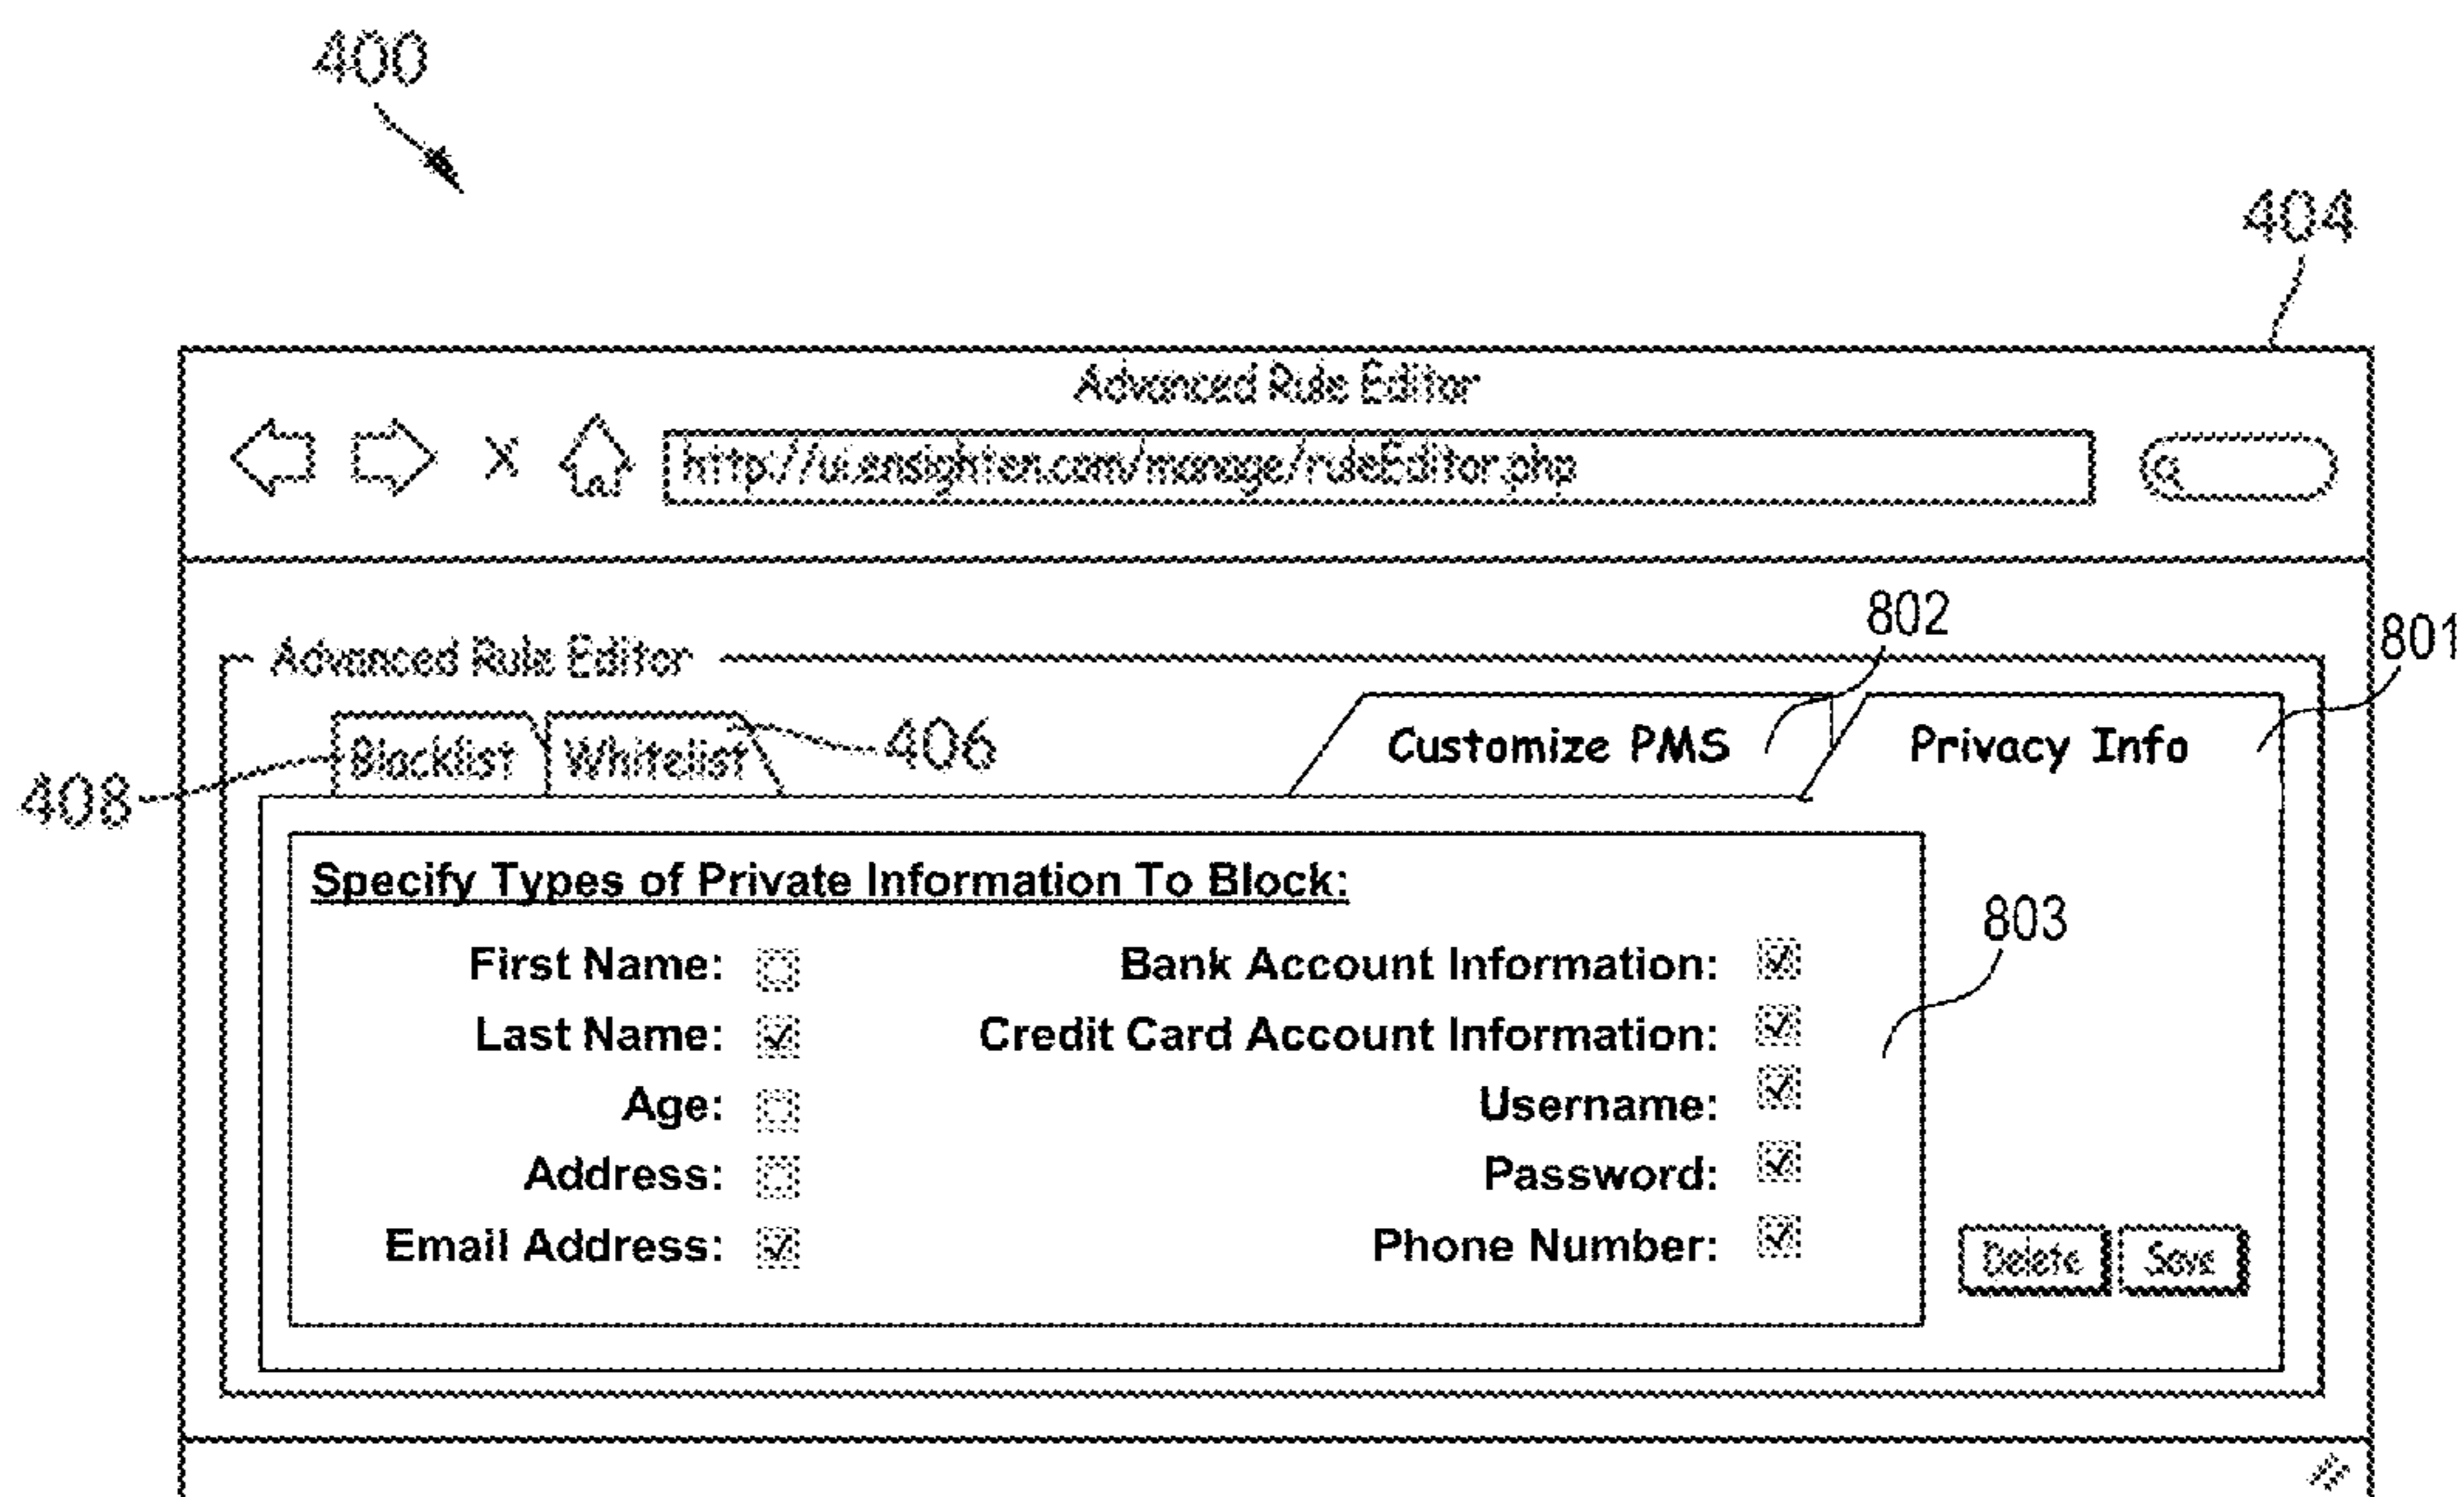 400
404
Advanced Rule Editor
X
http://ui.ensighten.com/manage/ruleEditor.php
802
801
Advanced Rule Editor
Blacklist Whitelist 406 Customize PMS Privacy Info
408
Specify Types of Private Information To Block:
803
First Name: Bank Account Information:
Last Name: Credit Card Account Information:
Age: Username:
Address: Password:
Email Address: Phone Number:
Delete Save